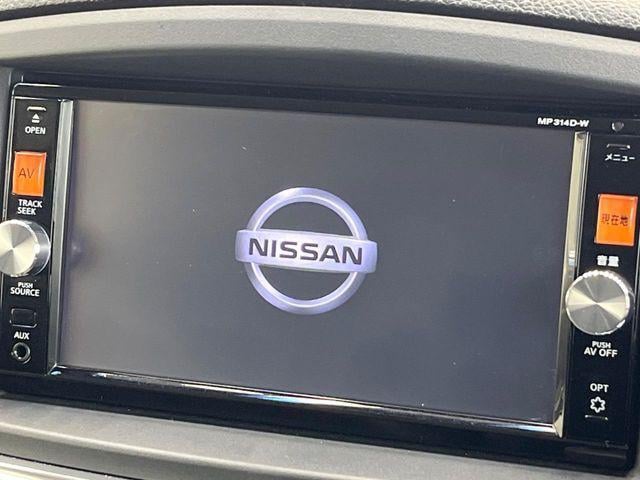 MP314D-W
OPEN
AV
TRACK
SEEK
PUSH
SOURCE
AUX
NISSAN
メニュー
現在地
音量
PUSH
AV OFF
OPT